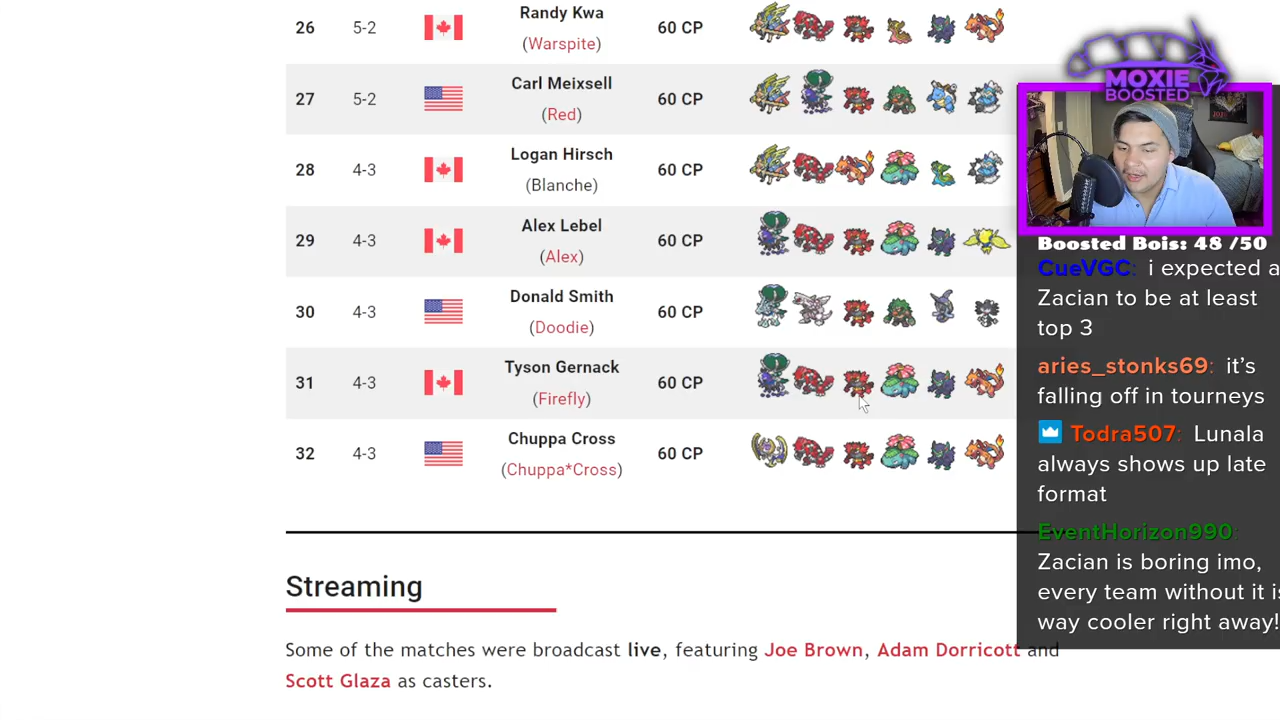 26 5-2 Randy Kwa (Warspite) 60 CP
27 5-2 Carl Meixsell (Red) 60 CP
28 4-3 Logan Hirsch (Blanche) 60 CP
29 4-3 Alex Lebel (Alex) 60 CP
30 4-3 Donald Smith (Doodie) 60 CP
31 4-3 Tyson Gernack (Firefly) 60 CP
32 4-3 Chuppa Cross (Chuppa*Cross) 60 CP
Streaming
Some of the matches were broadcast live, featuring Joe Brown, Adam Dorricott and
Scott Glaza as casters.
MOXIE
BOOSTED
Boosted Bois: 48 /50
CueVGC: i expected a
Zacian to be at least
top 3
aries_stonks69: it's
falling off in tourneys
Todra507: Lunala
always shows up late
format
EventHorizon990:
Zacian is boring imo,
every team without it is
way cooler right away!